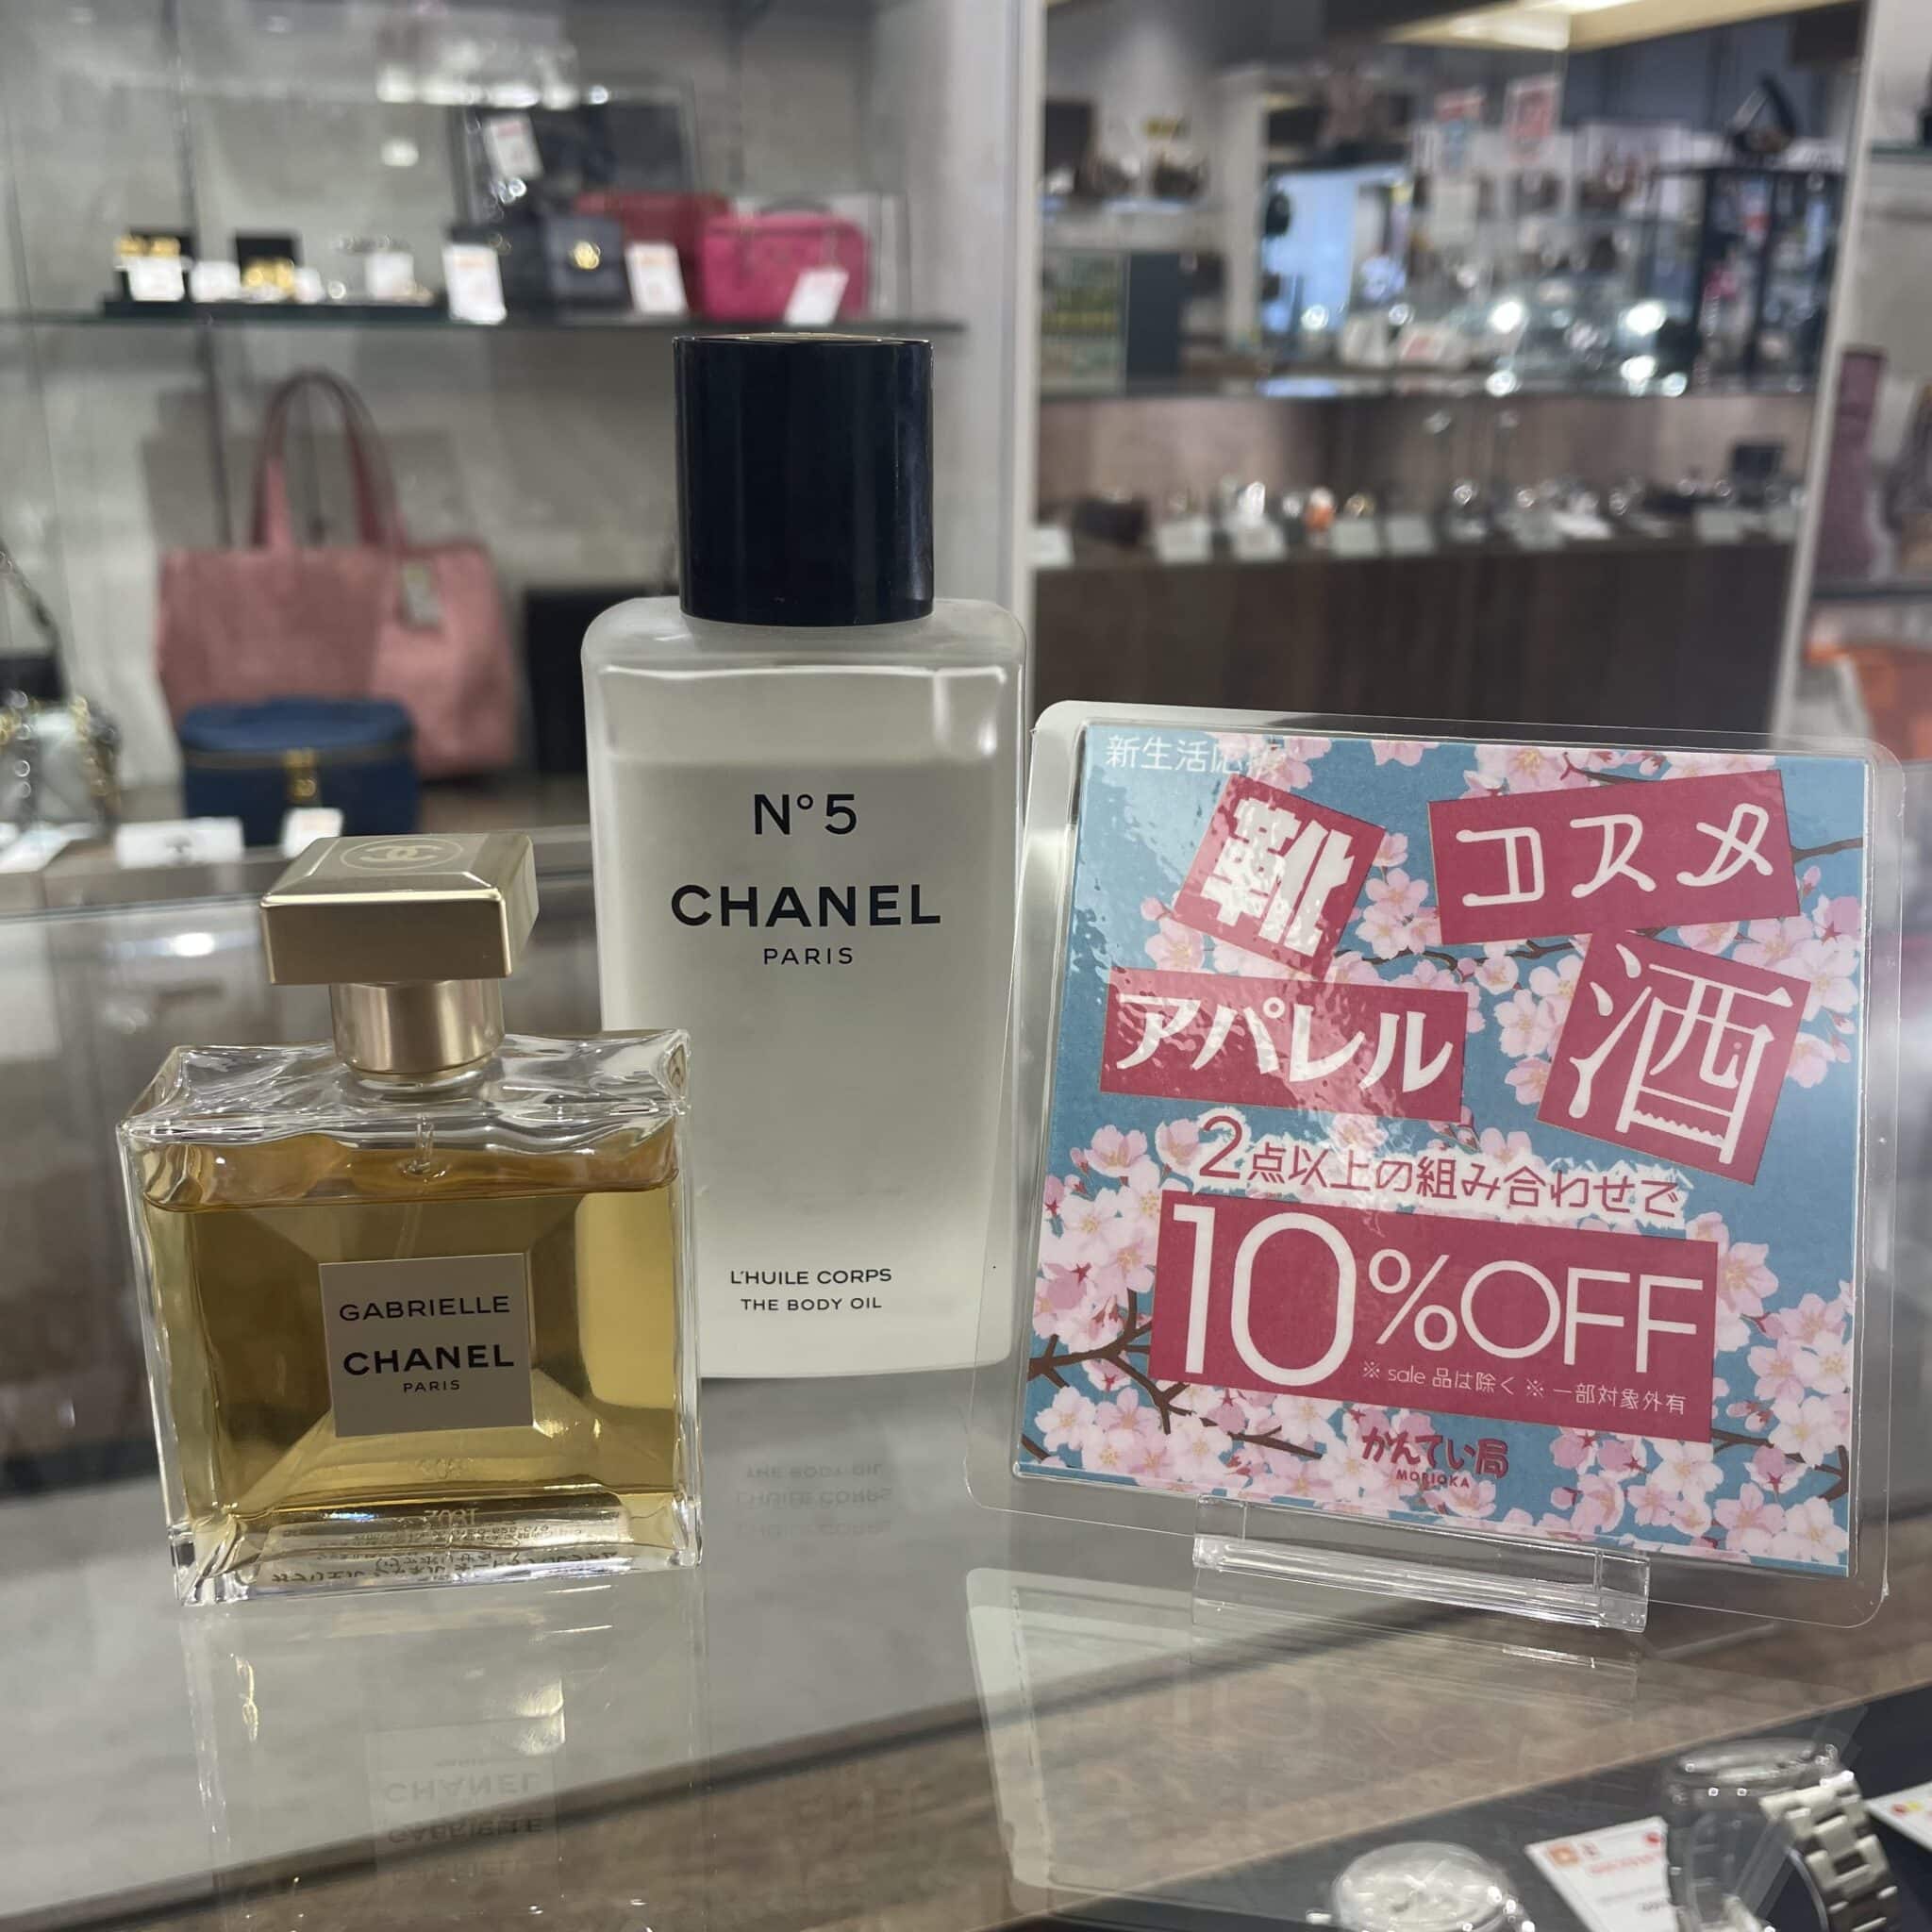 N°5
CHANEL
PARIS
L'HUILE CORPS
THE BODY OIL
GABRIELLE
CHANEL
PARIS
新生活応援
靴
コスメ
アパレル
酒
2点以上の組み合わせで
10%OFF
※ sale 品は除く ※ 一部対象外有
かんてい局
MORIOKA